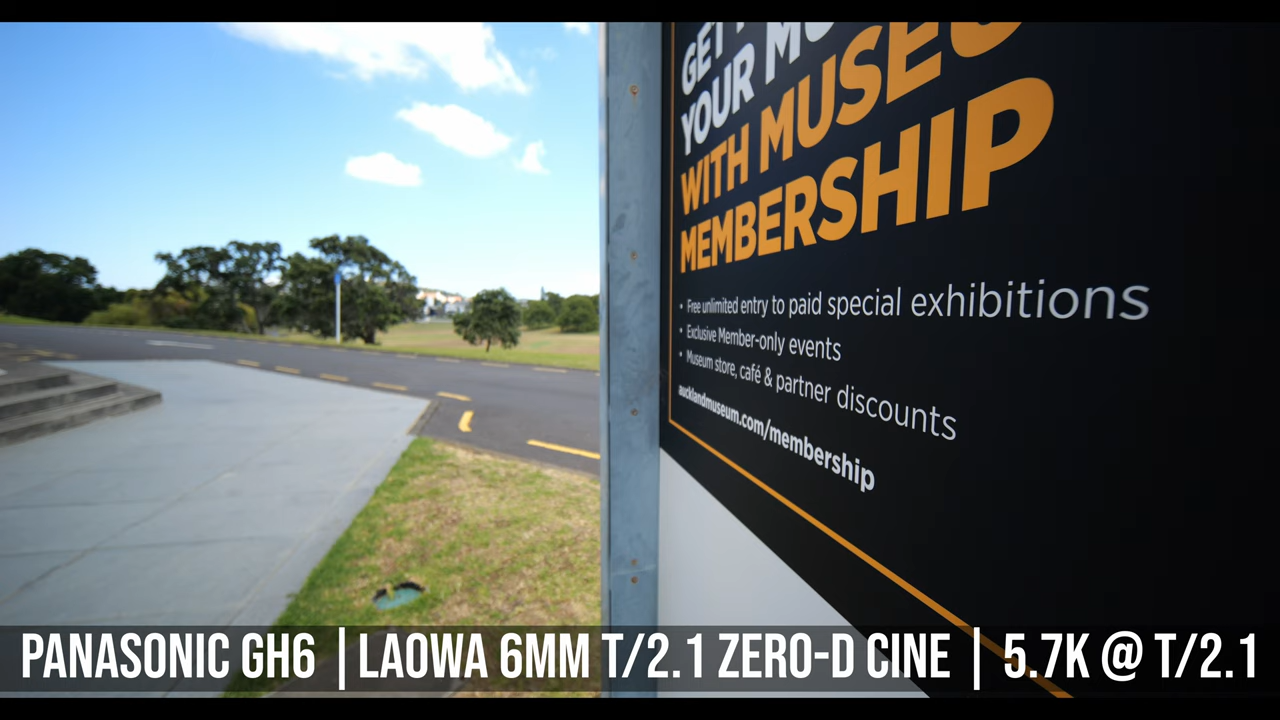 GET
YOUR
WITH
MEMBERSHIP
• Free unlimited entry to paid special exhibitions
• Exclusive Member-only events
• Museum store, café & partner discounts
aucklandmuseum.com/membership
PANASONIC GH6 | LAOWA 6MM T/2.1 ZERO-D CINE | 5.7K @ T/2.1